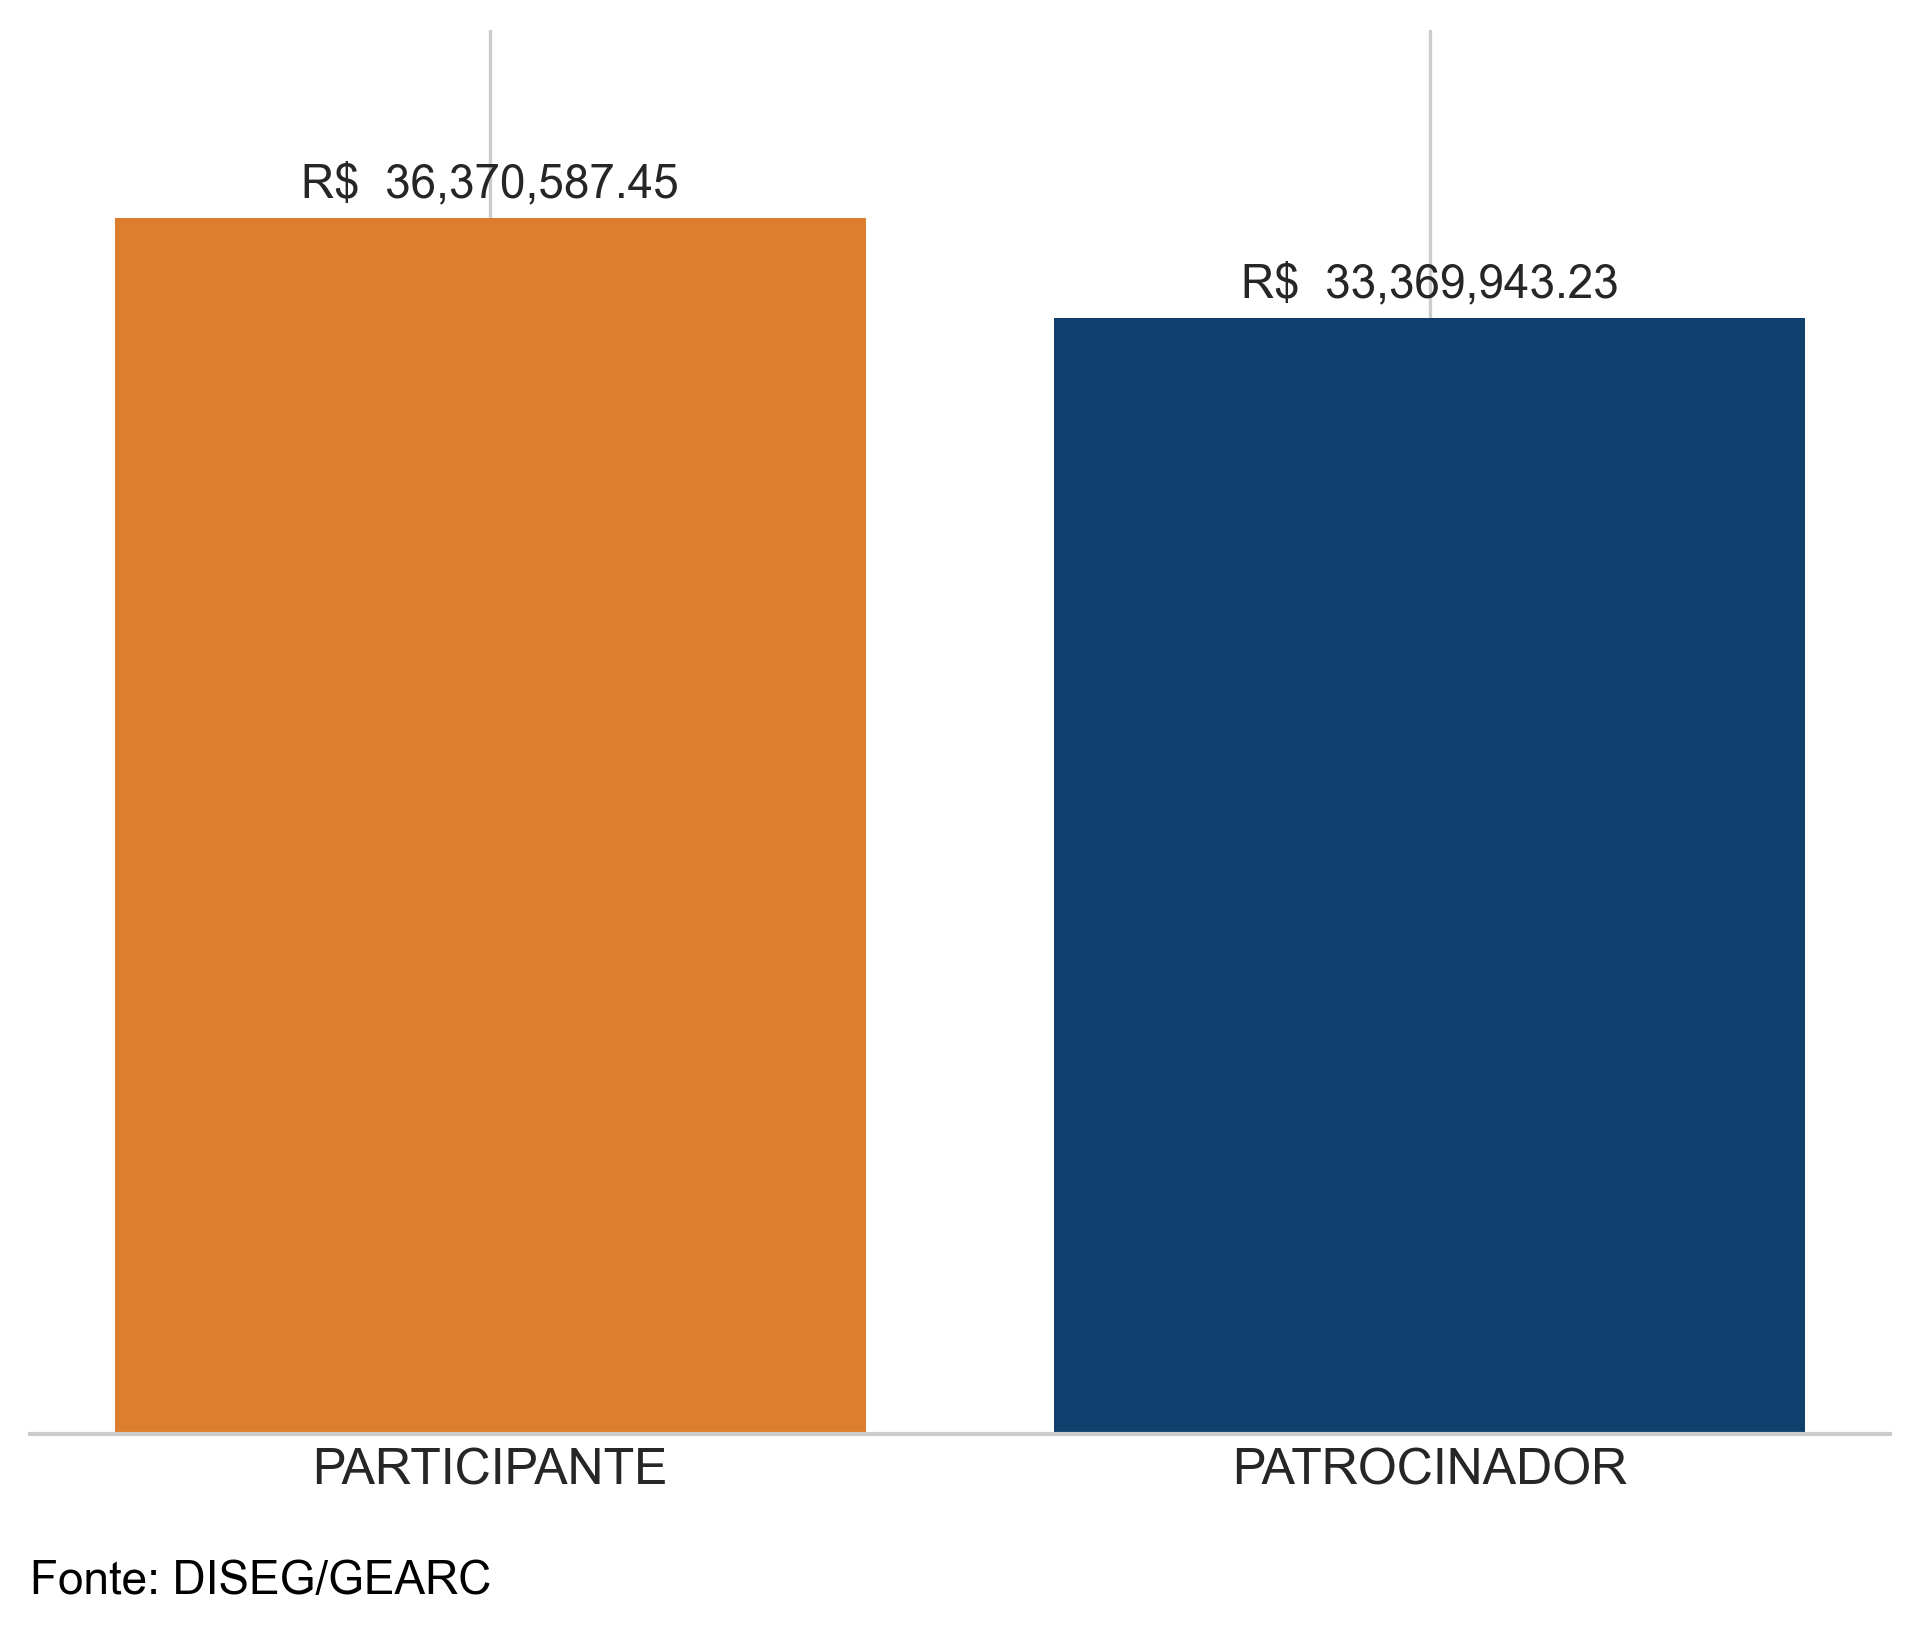 R$  36,370,587.45
R$  33,369,943.23
PARTICIPANTE
PATROCINADOR
Fonte: DISEG/GEARC